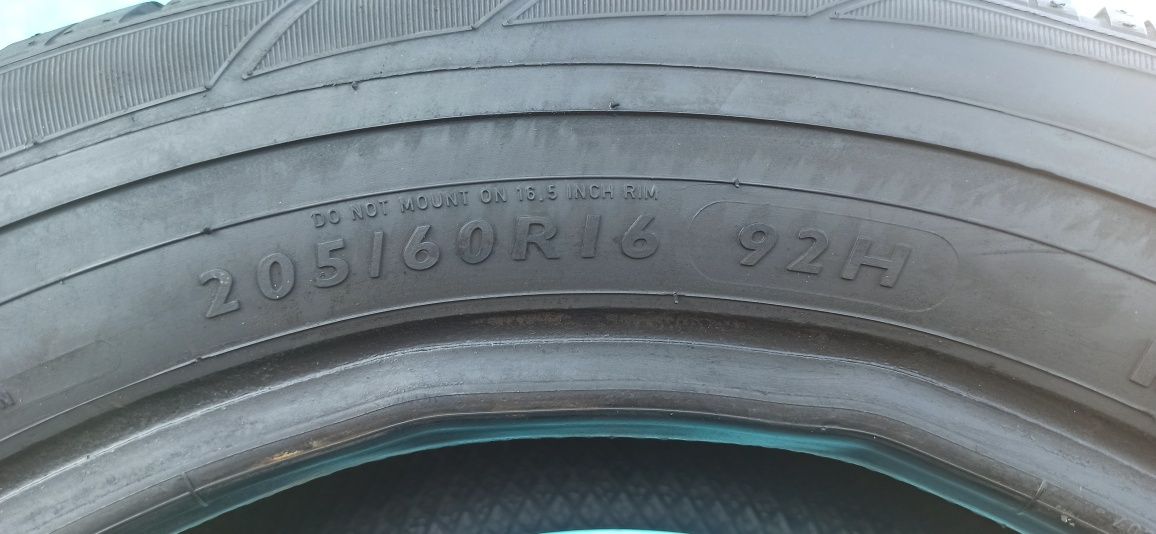 DO NOT MOUNT ON 16.5 INCH RIM
205/60R16 92H